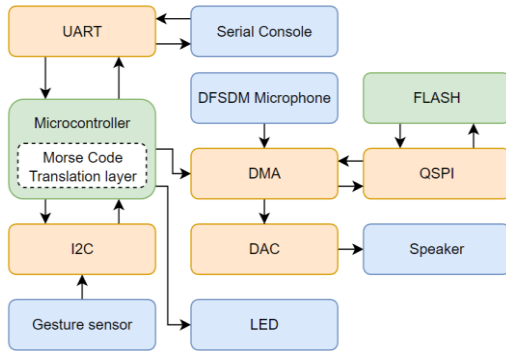 UART
Serial Console
DFSDM Microphone
FLASH
Microcontroller
Morse Code
Translation layer
DMA
QSPI
I2C
DAC
Speaker
Gesture sensor
LED